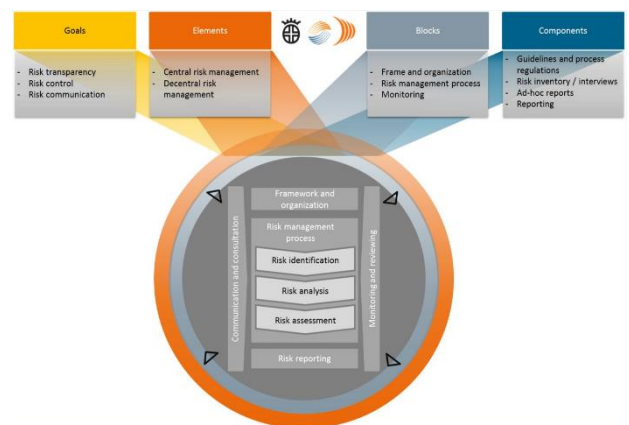 Goals
Elements
Blocks
Components
- Risk transparency
- Risk control
- Risk communication
- Central risk management
- Decentral risk
management
- Frame and organization
- Risk management process
- Monitoring
- Guidelines and process
regulations
- Risk inventory / interviews
- Ad-hoc reports
- Reporting
Communication and consultation
Framework and
organization
Risk management
process
Risk identification
Risk analysis
Risk assessment
Risk reporting
Monitoring and reviewing